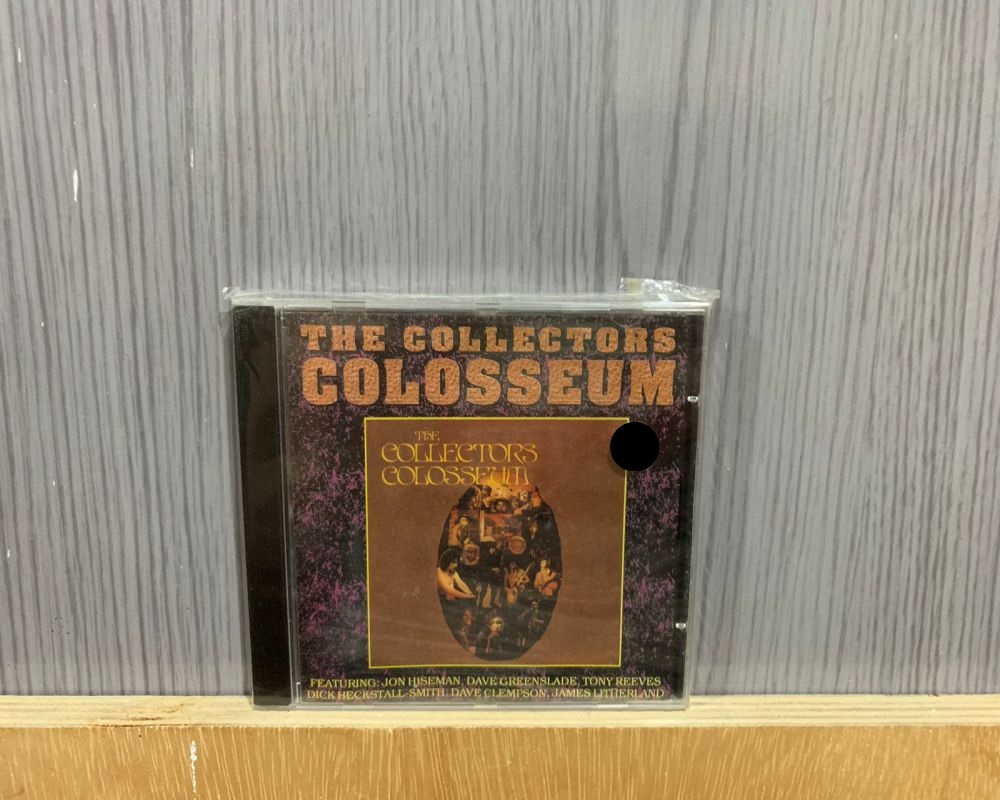 THE COLLECTORS
COLOSSEUM
THE
COLLECTORS
COLOSSEUM
FEATURING: JON HISEMAN, DAVE GREENSLADE, TONY REEVES
DICK HECKSTALL-SMITH, DAVE CLEMPSON, JAMES LITHERLAND